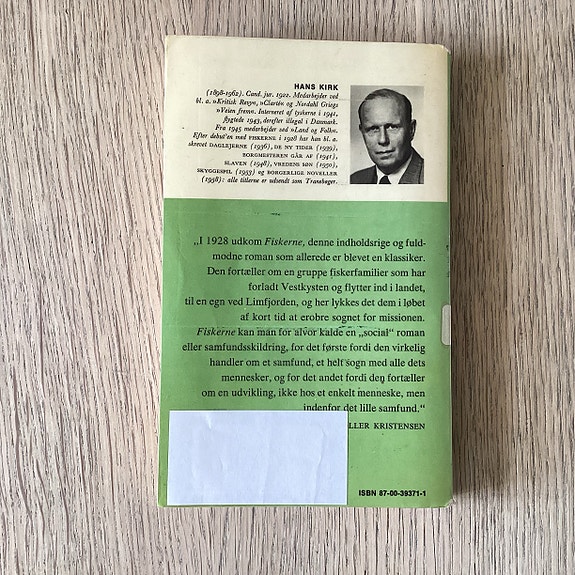 HANS KIRK
(1898-1962). Cand. jur. 1922. Medarbejder ved
bl. a. »Kritisk Revy«, »Clarté« og Nordahl Griegs
»Veien frem«. Interneret af tyskerne i 1941,
flygtede 1943, derefter illegal i Danmark.
Fra 1945 medarbejder ved »Land og Folk«.
Efter debut'en med FISKERNE i 1928 har han bl. a.
skrevet DAGLEJERNE (1936), DE NY TIDER (1939),
BORGMESTEREN GÅR AF (1941),
SLAVEN (1948), VREDENS SØN (1950),
SKYGGESPIL (1953) og BORGERLIGE NOVELLER
(1958): alle titlerne er udsendt som Tranebøger.
„I 1928 udkom Fiskerne, denne indholdsrige og fuld-
modne roman som allerede er blevet en klassiker.
Den fortæller om en gruppe fiskerfamilier som har
forladt Vestkysten og flytter ind i landet,
til en egn ved Limfjorden, og her lykkes det dem i løbet
af kort tid at erobre sognet for missionen.
Fiskerne kan man for alvor kalde en „social“ roman
eller samfundsskildring, for det første fordi den virkelig
handler om et samfund, et helt sogn med alle dets
mennesker, og for det andet fordi den fortæller
om en udvikling, ikke hos et enkelt menneske, men
indenfor det lille samfund.“
LLER KRISTENSEN
ISBN 87-00-39371-1